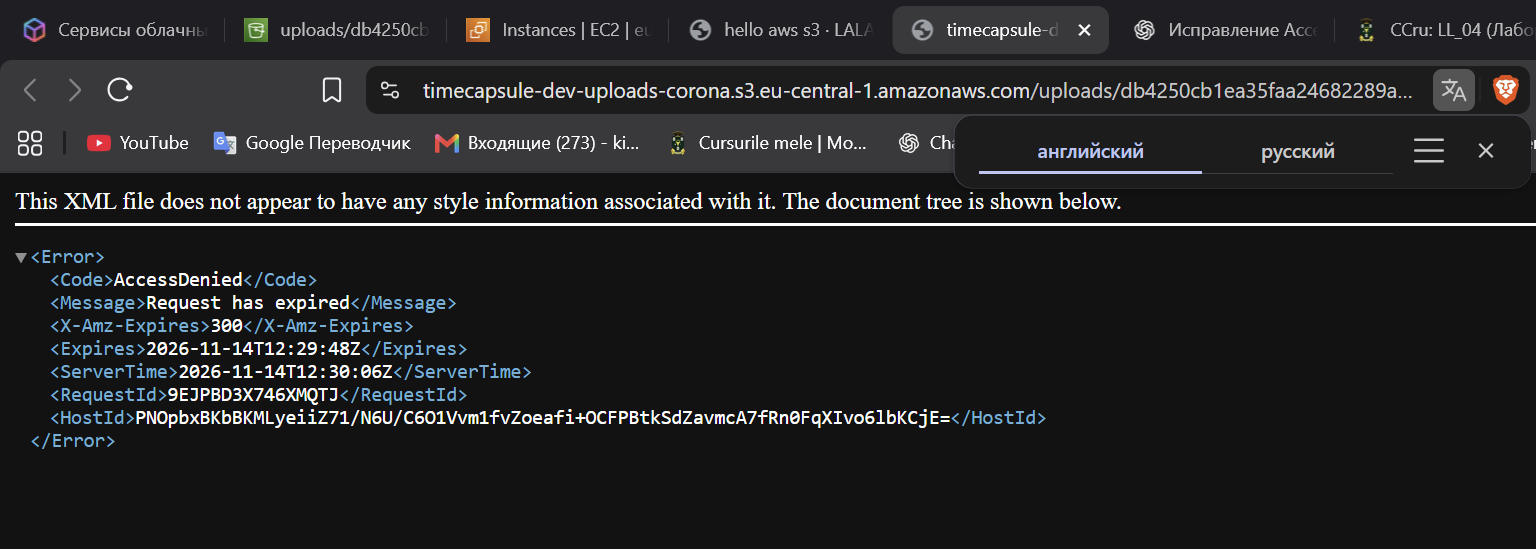 Сервисы облачны
uploads/db4250cb
Instances | EC2 | eu
hello aws s3 · LALA
timecapsule-d
Исправление Acce
CCru: LL_04 (Лабо
timecapsule-dev-uploads-corona.s3.eu-central-1.amazonaws.com/uploads/db4250cb1ea35faa24682289a...
YouTube
Google Переводчик
Входящие (273) - ki...
Cursurile mele | Mo...
английский
русский
This XML file does not appear to have any style information associated with it. The document tree is shown below.
▼<Error>
<Code>AccessDenied</Code>
<Message>Request has expired</Message>
<X-Amz-Expires>300</X-Amz-Expires>
<Expires>2026-11-14T12:29:48Z</Expires>
<ServerTime>2026-11-14T12:30:06Z</ServerTime>
<RequestId>9EJPBD3X746XMQTJ</RequestId>
<HostId>PNOpbxBKbBKMLyeiiZ71/N6U/C6O1Vvm1fvZoeafi+OCFPBtkSdZavmcA7fRn0FqXIvo6lbKCjE=</HostId>
</Error>